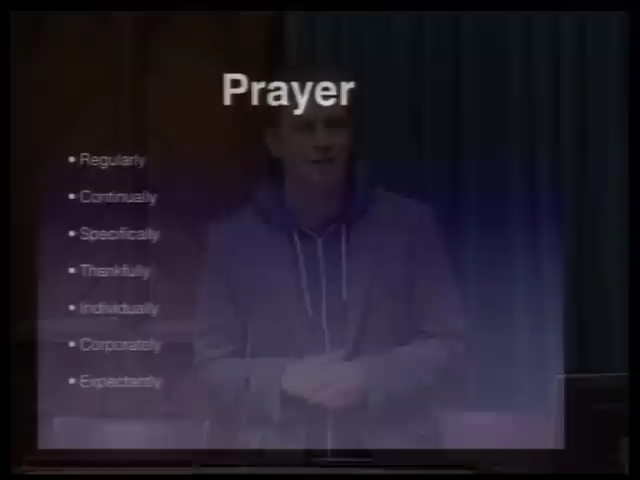 Prayer
• Regularly
• Continually
• Specifically
• Thankfully
• Individually
• Corporately
• Expectantly